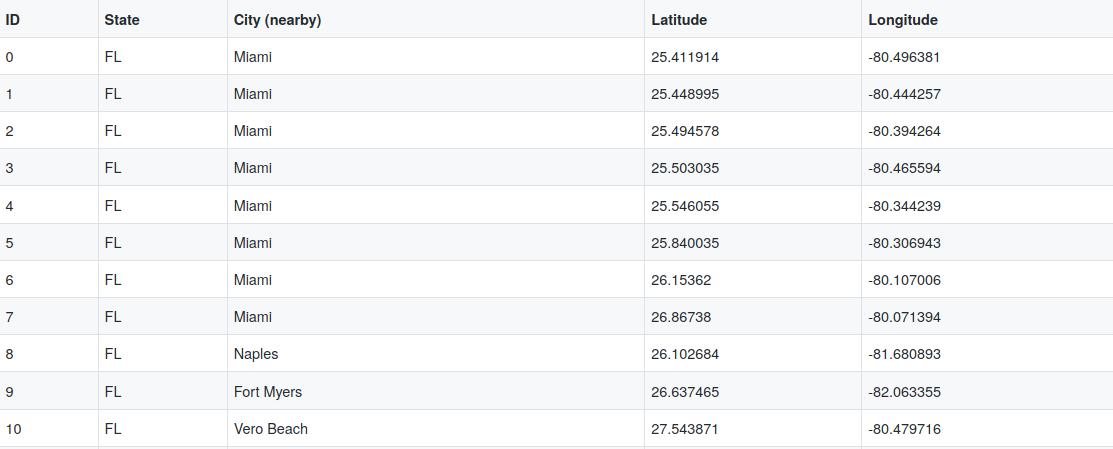 ID State City (nearby) Latitude Longitude
0 FL Miami 25.411914 -80.496381
1 FL Miami 25.448995 -80.444257
2 FL Miami 25.494578 -80.394264
3 FL Miami 25.503035 -80.465594
4 FL Miami 25.546055 -80.344239
5 FL Miami 25.840035 -80.306943
6 FL Miami 26.15362 -80.107006
7 FL Miami 26.86738 -80.071394
8 FL Naples 26.102684 -81.680893
9 FL Fort Myers 26.637465 -82.063355
10 FL Vero Beach 27.543871 -80.479716